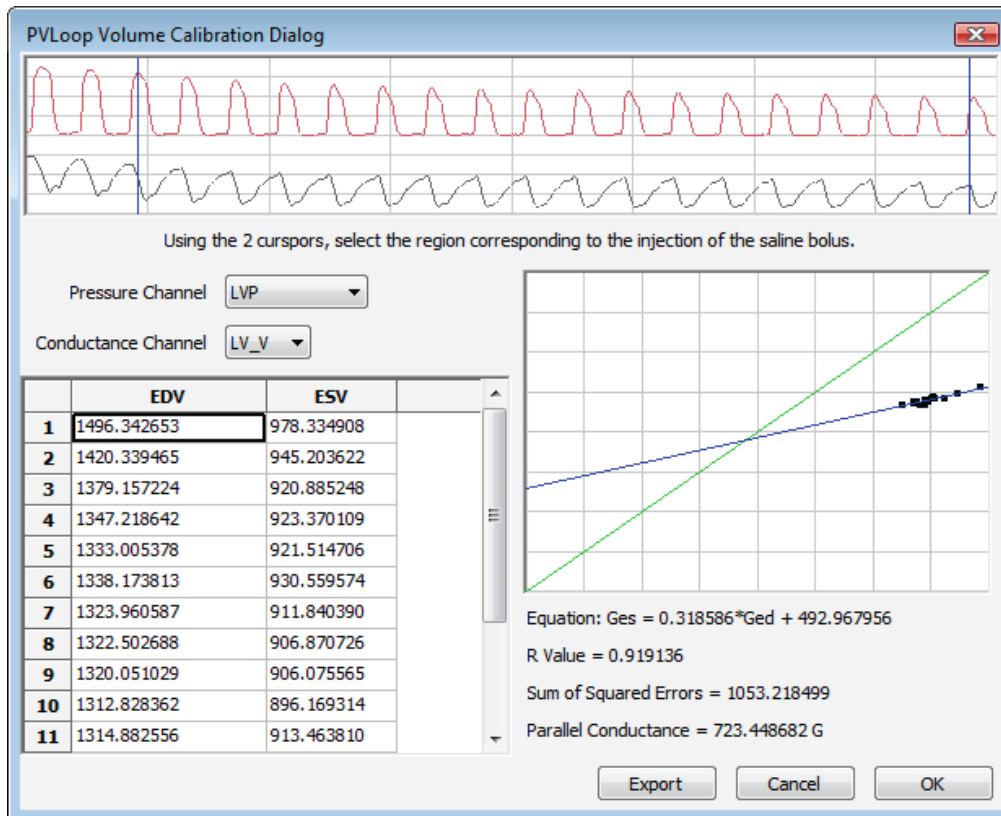 PVLoop Volume Calibration Dialog
Using the 2 curspors, select the region corresponding to the injection of the saline bolus.
Pressure Channel LVP
Conductance Channel LV_V
EDV ESV
1 1496.342653 978.334908
2 1420.339465 945.203622
3 1379.157224 920.885248
4 1347.218642 923.370109
5 1333.005378 921.514706
6 1338.173813 930.559574
7 1323.960587 911.840390
8 1322.502688 906.870726
9 1320.051029 906.075565
10 1312.828362 896.169314
11 1314.882556 913.463810
Equation: Ges = 0.318586*Ged + 492.967956
R Value = 0.919136
Sum of Squared Errors = 1053.218499
Parallel Conductance = 723.448682 G
Export Cancel OK